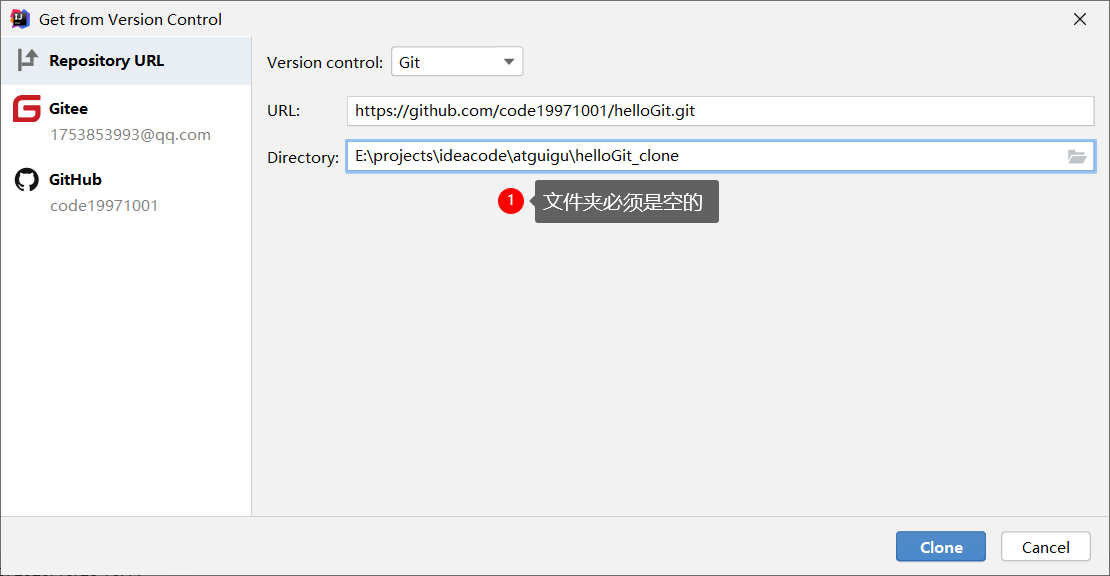 Get from Version Control
Repository URL
Gitee
1753853993@qq.com
GitHub
code19971001
Version control: Git
URL: https://github.com/code19971001/helloGit.git
Directory: E:\projects\ideacode\atguigu\helloGit_clone
1 文件夹必须是空的
Clone Cancel